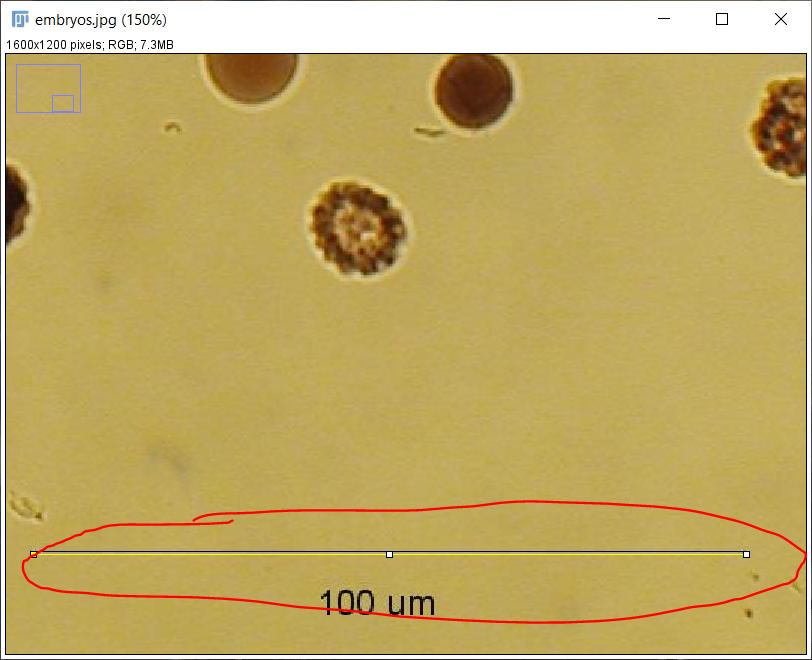 embryos.jpg (150%)
1600x1200 pixels; RGB; 7.3MB
100 um